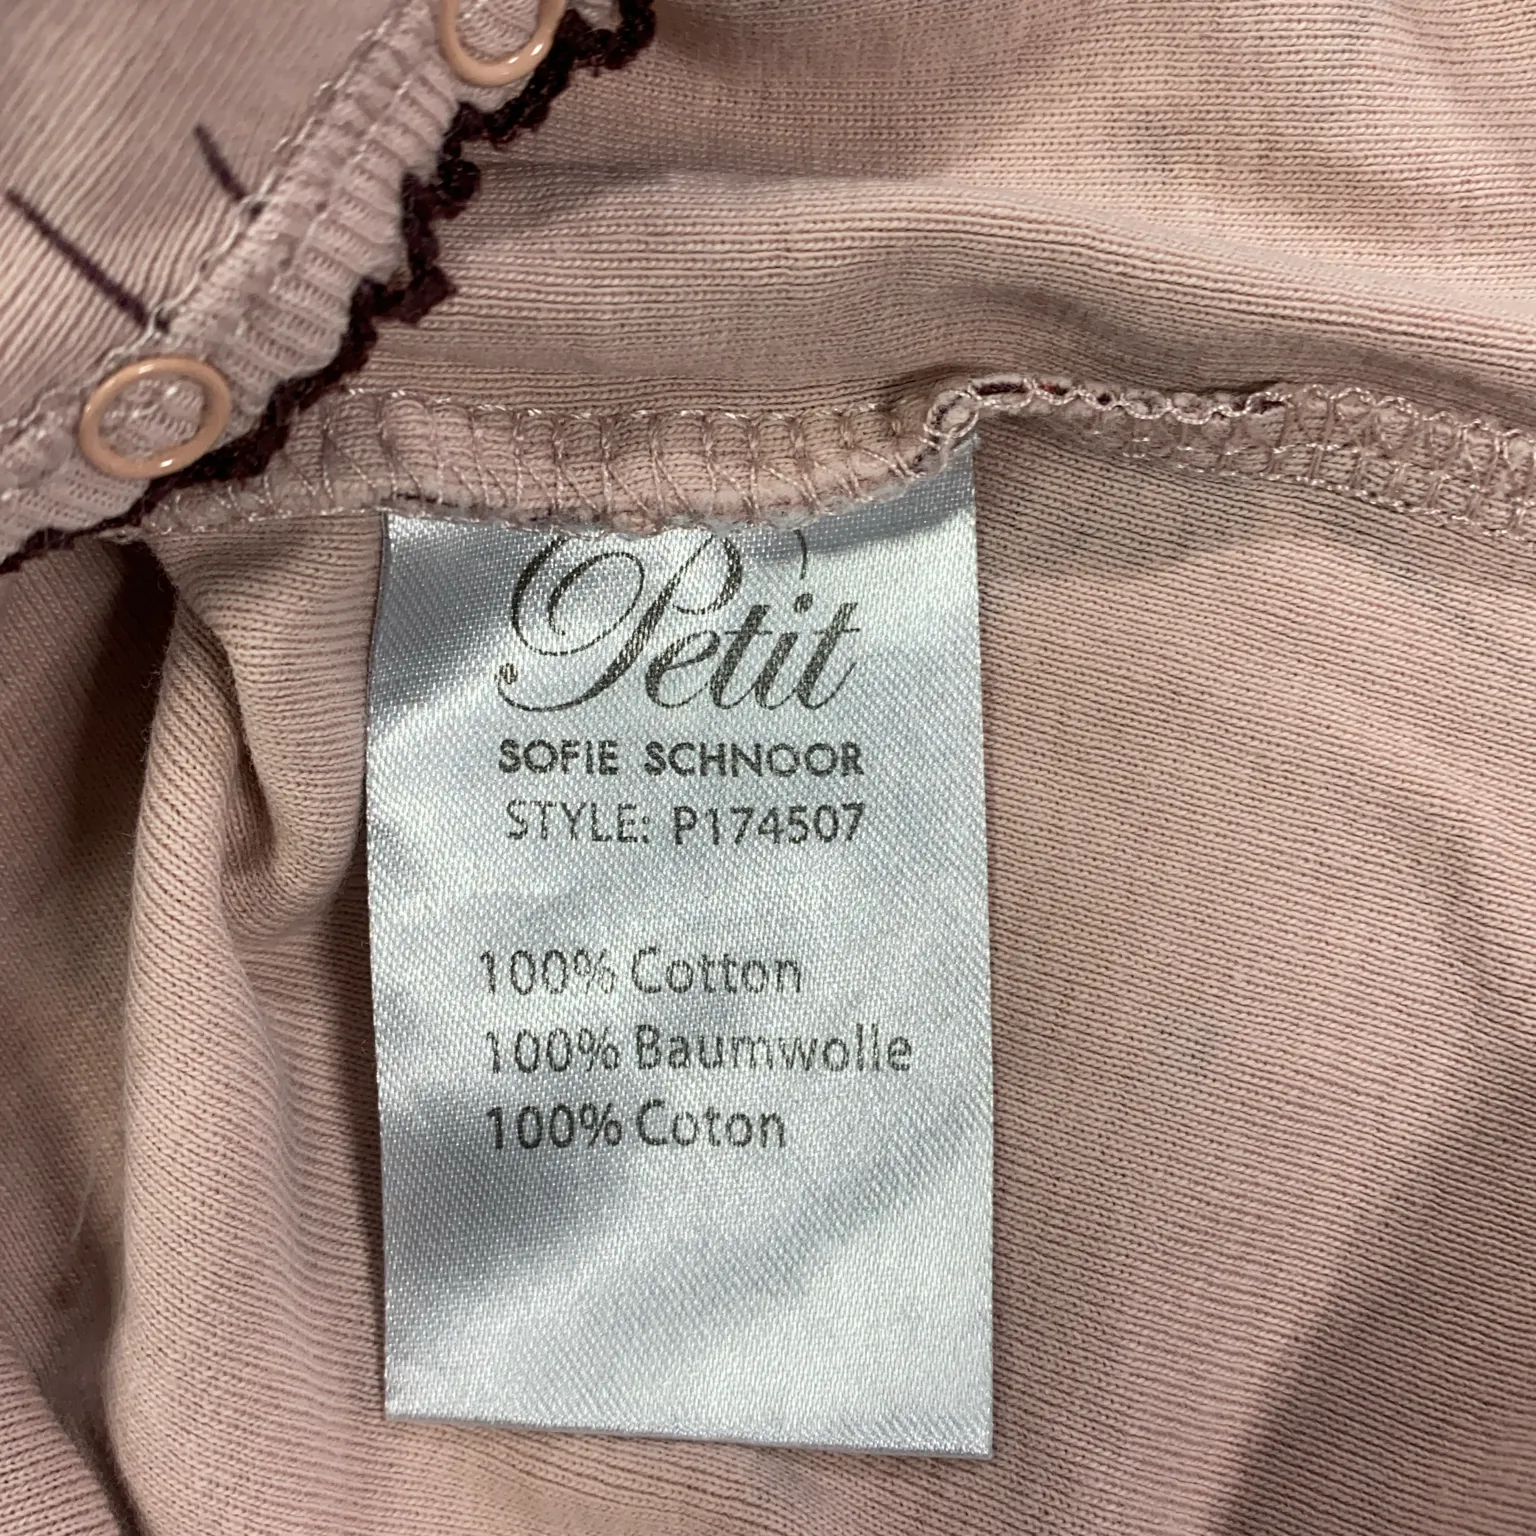 Petit
SOFIE SCHNOOR
STYLE: P174507
100% Cotton
100% Baumwolle
100% Coton